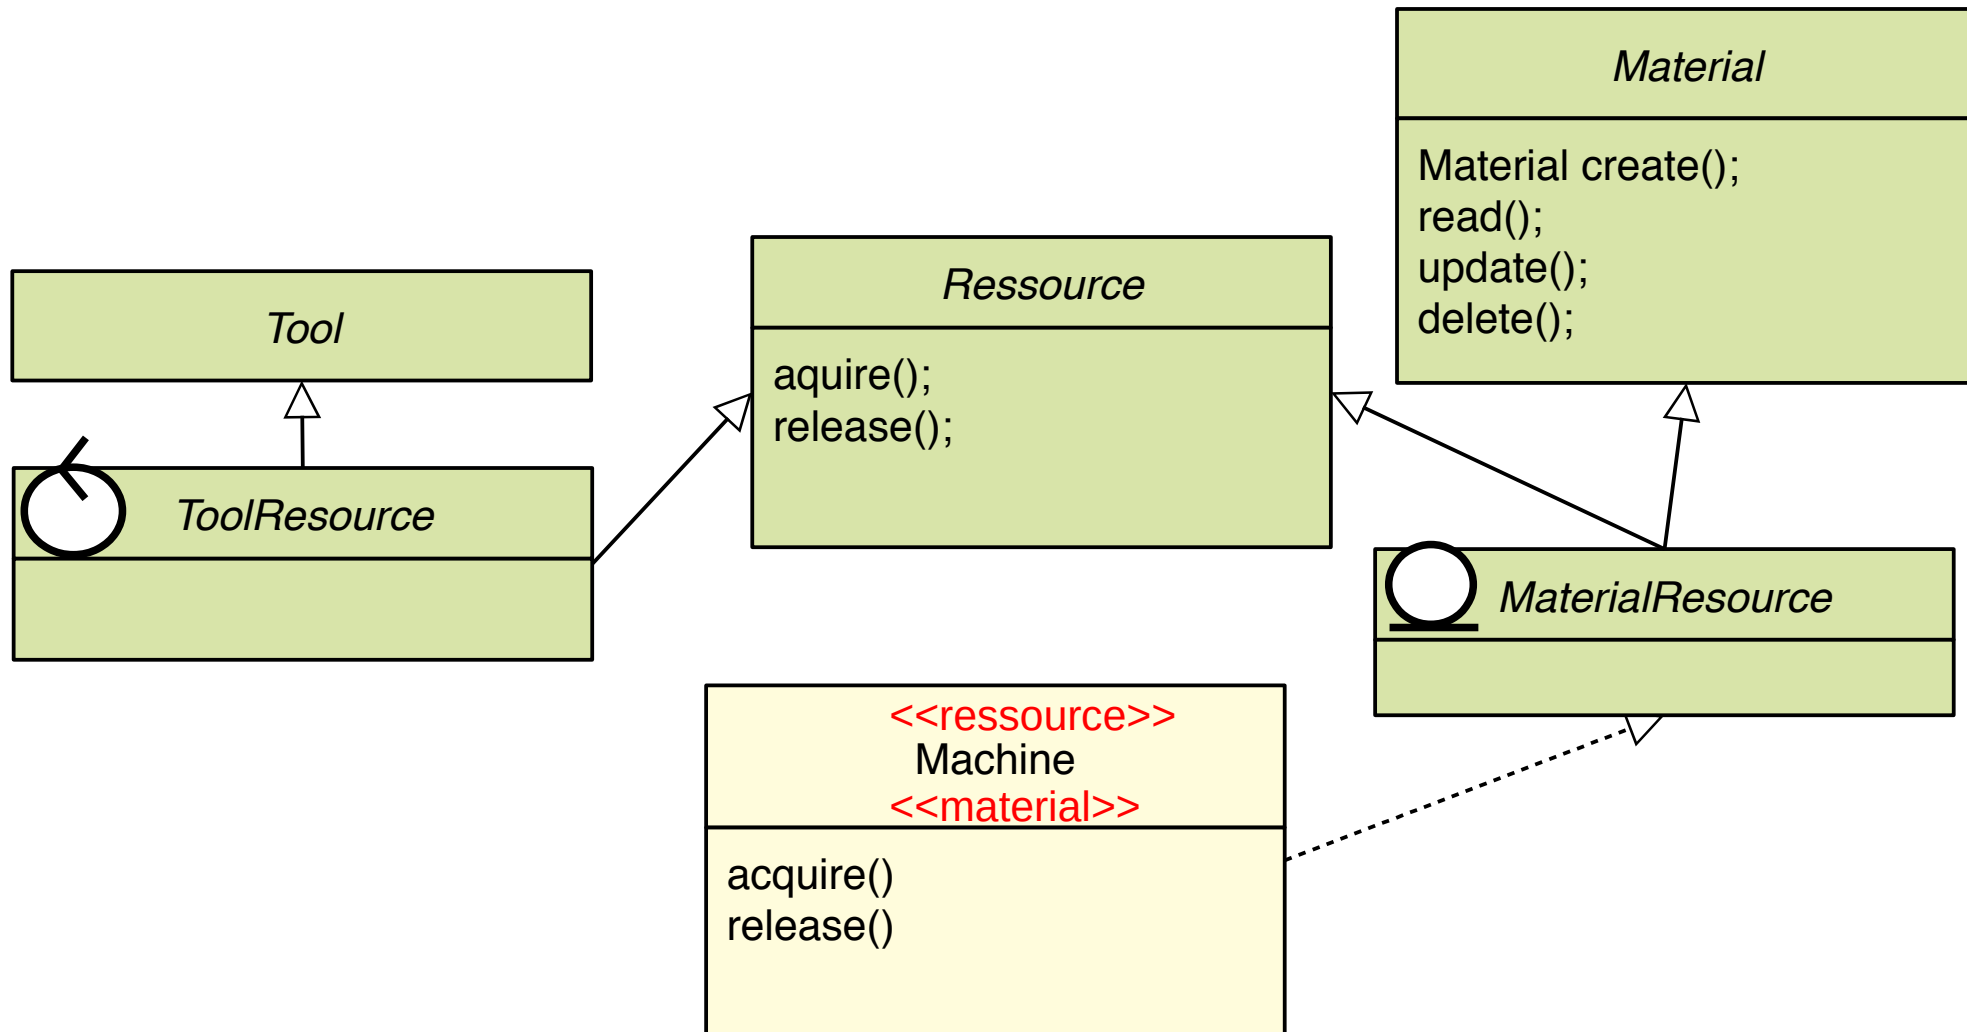 Material
Material create();
read();
update();
delete();
Ressource
aquire();
release();
Tool
ToolResource
MaterialResource
<<ressource>>
Machine
<<material>>
acquire()
release()